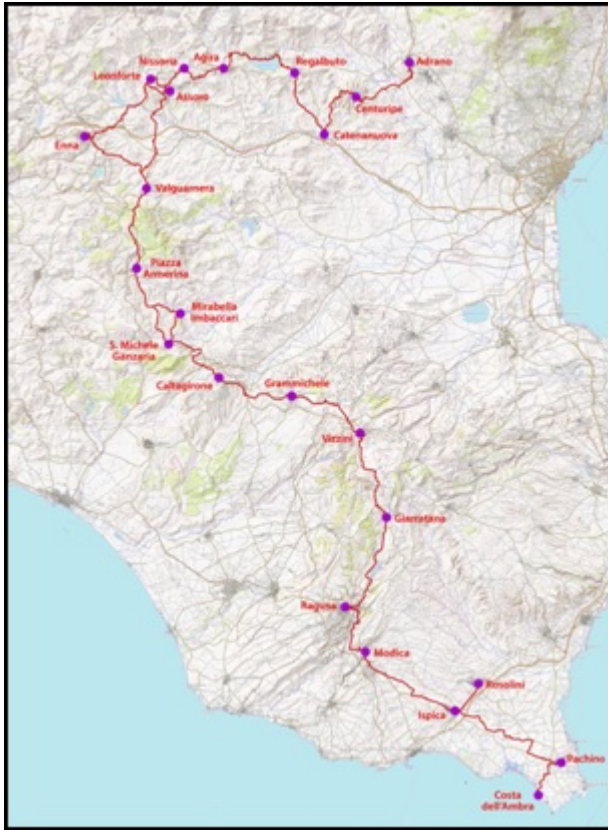 Nissoria
Agira
Regalbuto
Adrano
Leonforte
Assoro
Centuripe
Enna
Catenanuova
Valguarnera
Piazza
Armerina
Mirabella
Imbaccari
S. Michele
Ganzaria
Caltagirone
Grammichele
Vizzini
Giarratana
Ragusa
Modica
Rosolini
Ispica
Pachino
Costa
dell'Ambra